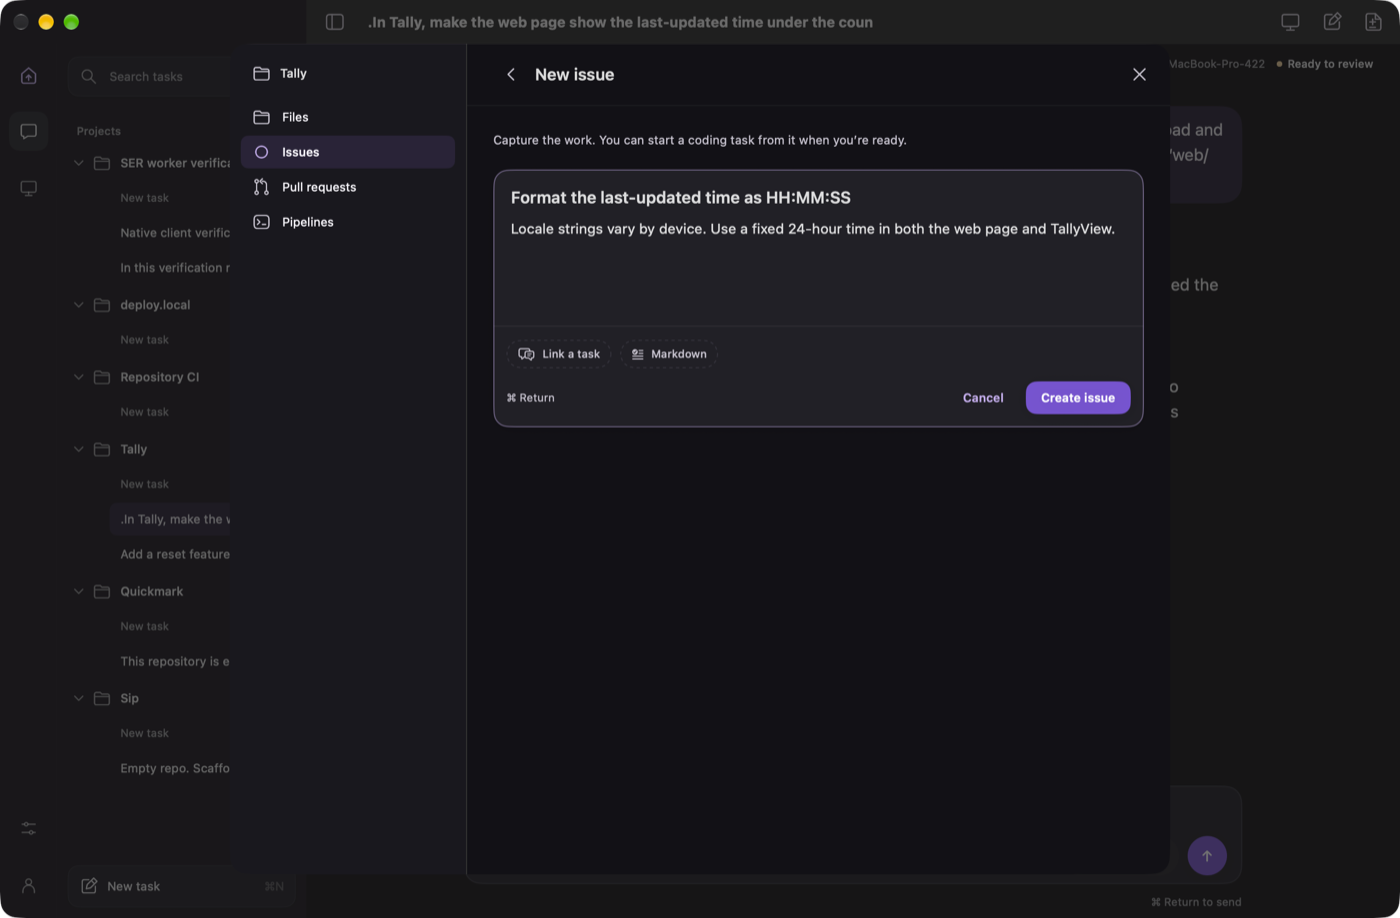 .In Tally, make the web page show the last-updated time under the coun
Search tasks
Projects
SER worker verifica
New task
Native client verific
In this verification r
deploy.local
New task
Repository CI
New task
Tally
New task
.In Tally, make the w
Add a reset feature
Quickmark
New task
This repository is e
Sip
New task
Empty repo. Scaffo
New task
⌘N
Tally
Files
Issues
Pull requests
Pipelines
New issue
Capture the work. You can start a coding task from it when you're ready.
Format the last-updated time as HH:MM:SS
Locale strings vary by device. Use a fixed 24-hour time in both the web page and TallyView.
Link a task
Markdown
⌘ Return
Cancel
Create issue
MacBook-Pro-422
Ready to review
ad and
/web/
ed the
o
s
⌘ Return to send